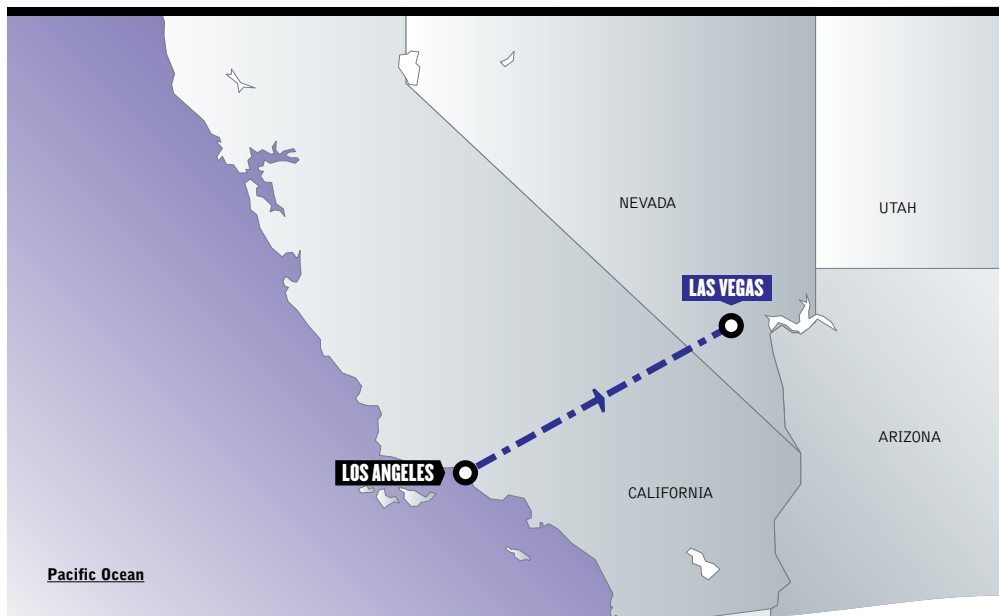 NEVADA
UTAH
LAS VEGAS
ARIZONA
LOS ANGELES
CALIFORNIA
Pacific Ocean